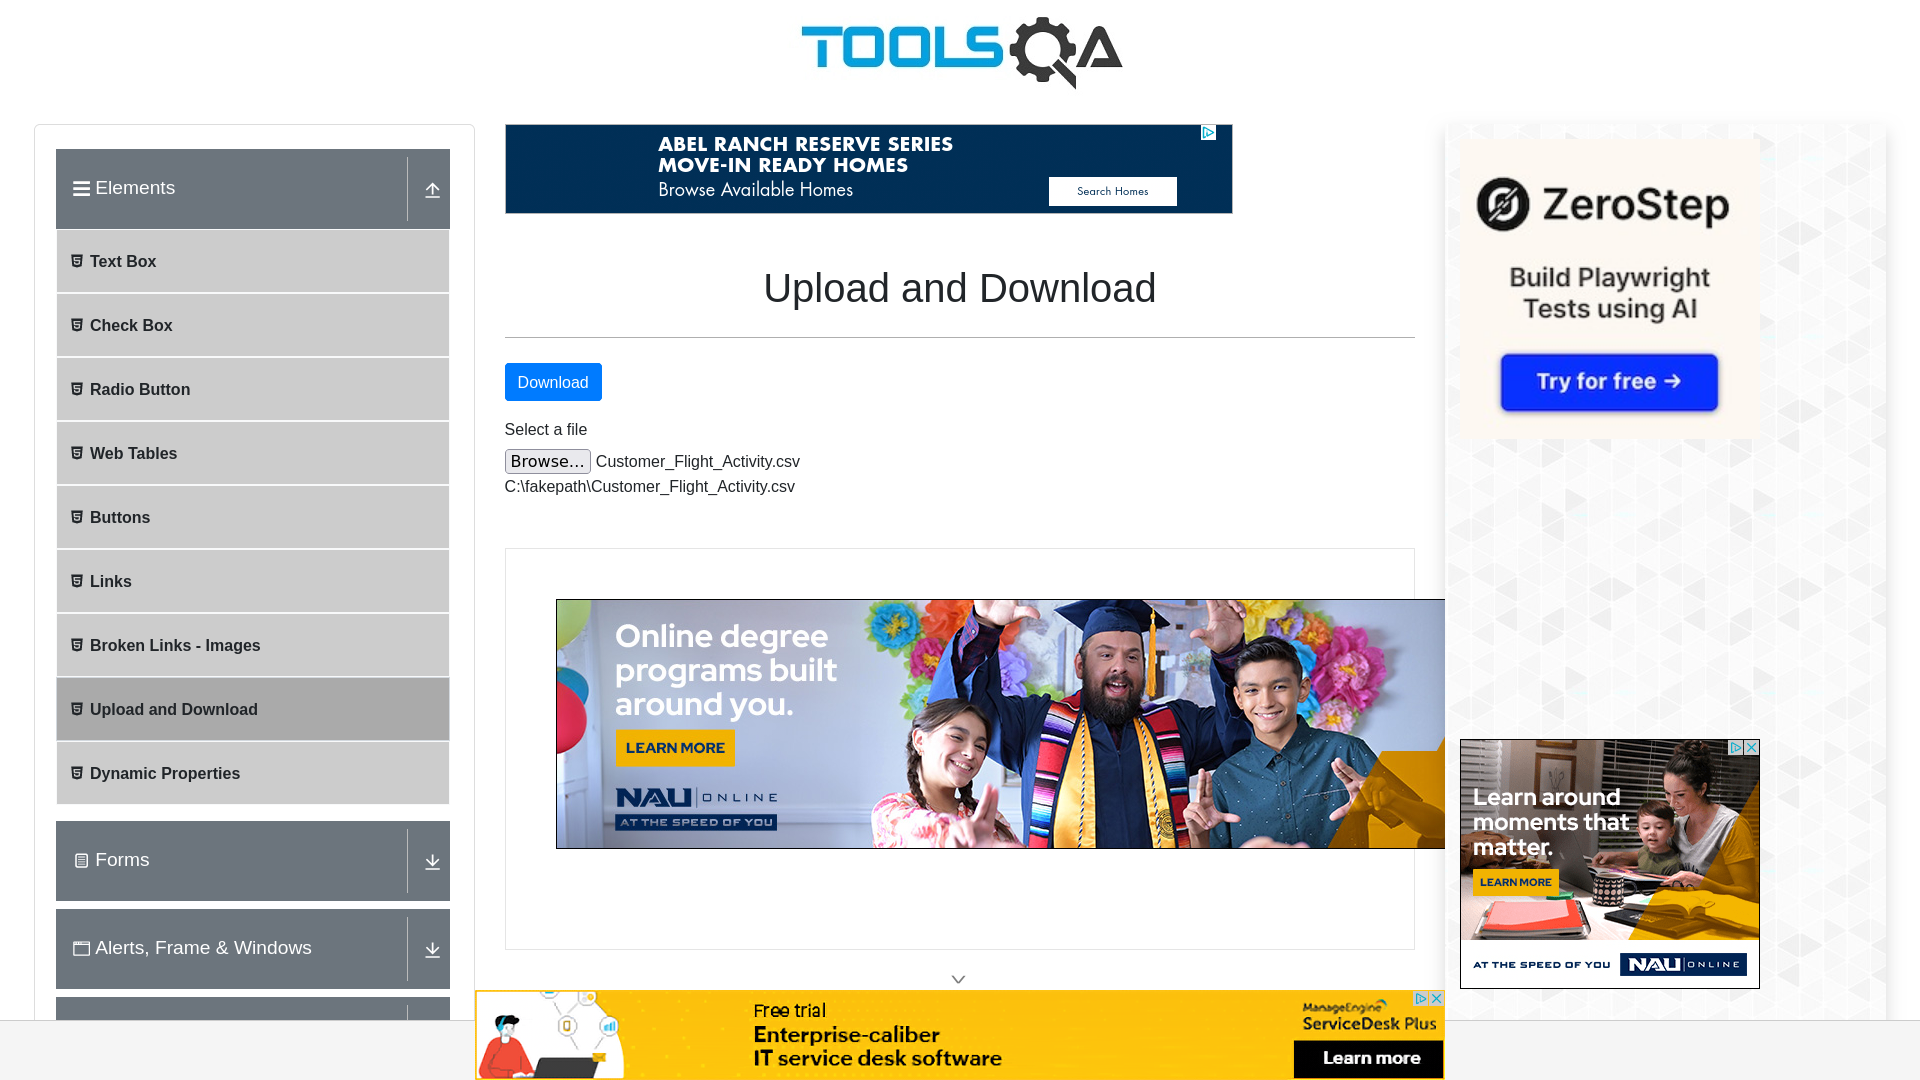 TOOLSQA
ABEL RANCH RESERVE SERIES
MOVE-IN READY HOMES
Browse Available Homes
Search Homes
Elements
Text Box
Check Box
Radio Button
Web Tables
Buttons
Links
Broken Links - Images
Upload and Download
Dynamic Properties
Forms
Alerts, Frame & Windows
Upload and Download
Download
Select a file
Browse... Customer_Flight_Activity.csv
C:\fakepath\Customer_Flight_Activity.csv
Online degree
programs built
around you.
LEARN MORE
NAU ONLINE
AT THE SPEED OF YOU
Free trial
Enterprise-caliber
IT service desk software
ManageEngine
ServiceDesk Plus
Learn more
ZeroStep
Build Playwright
Tests using AI
Try for free →
Learn around
moments that
matter.
LEARN MORE
AT THE SPEED OF YOU NAU ONLINE